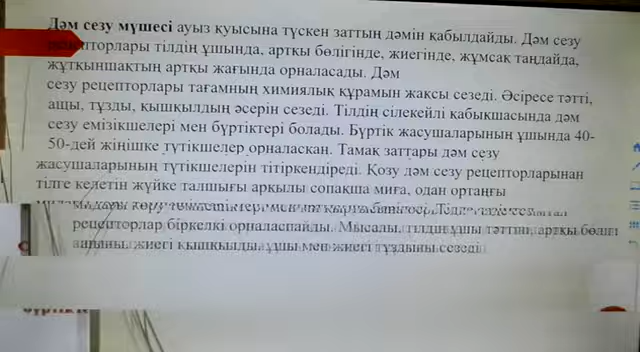 Дәм сезу мүшесі ауыз қуысына түскен заттың дәмін қабылдайды. Дәм сезу
рецепторлары тілдің ұшында, артқы бөлігінде, жиегінде, жұмсақ таңдайда,
жұтқыншақтың артқы жағында орналасады. Дәм
сезу рецепторлары тағамның химиялық құрамын жақсы сезеді. Әсіресе тәтті,
ащы, тұзды, қышқылдың әсерін сезеді. Тілдің сілекейлі қабықшасында дәм
сезу емізікшелері мен бүртіктері болады. Бүртік жасушаларының ұшында 40-
50-дей жіңішке түтікшелер орналасқан. Тамақ заттары дәм сезу
жасушаларының түтікшелерін тітіркендіреді. Қозу дәм сезу рецепторларынан
тілге келетін жүйке талшығы арқылы сопақша миға, одан ортаңғы
рецепторлар біркелкі орналаспайды. Мысалы, тілдің ұшы тәттіні, артқы бөлігі
ащыны, жиегі қышқылды, ұшы мен жиегі тұздыны сезеді.